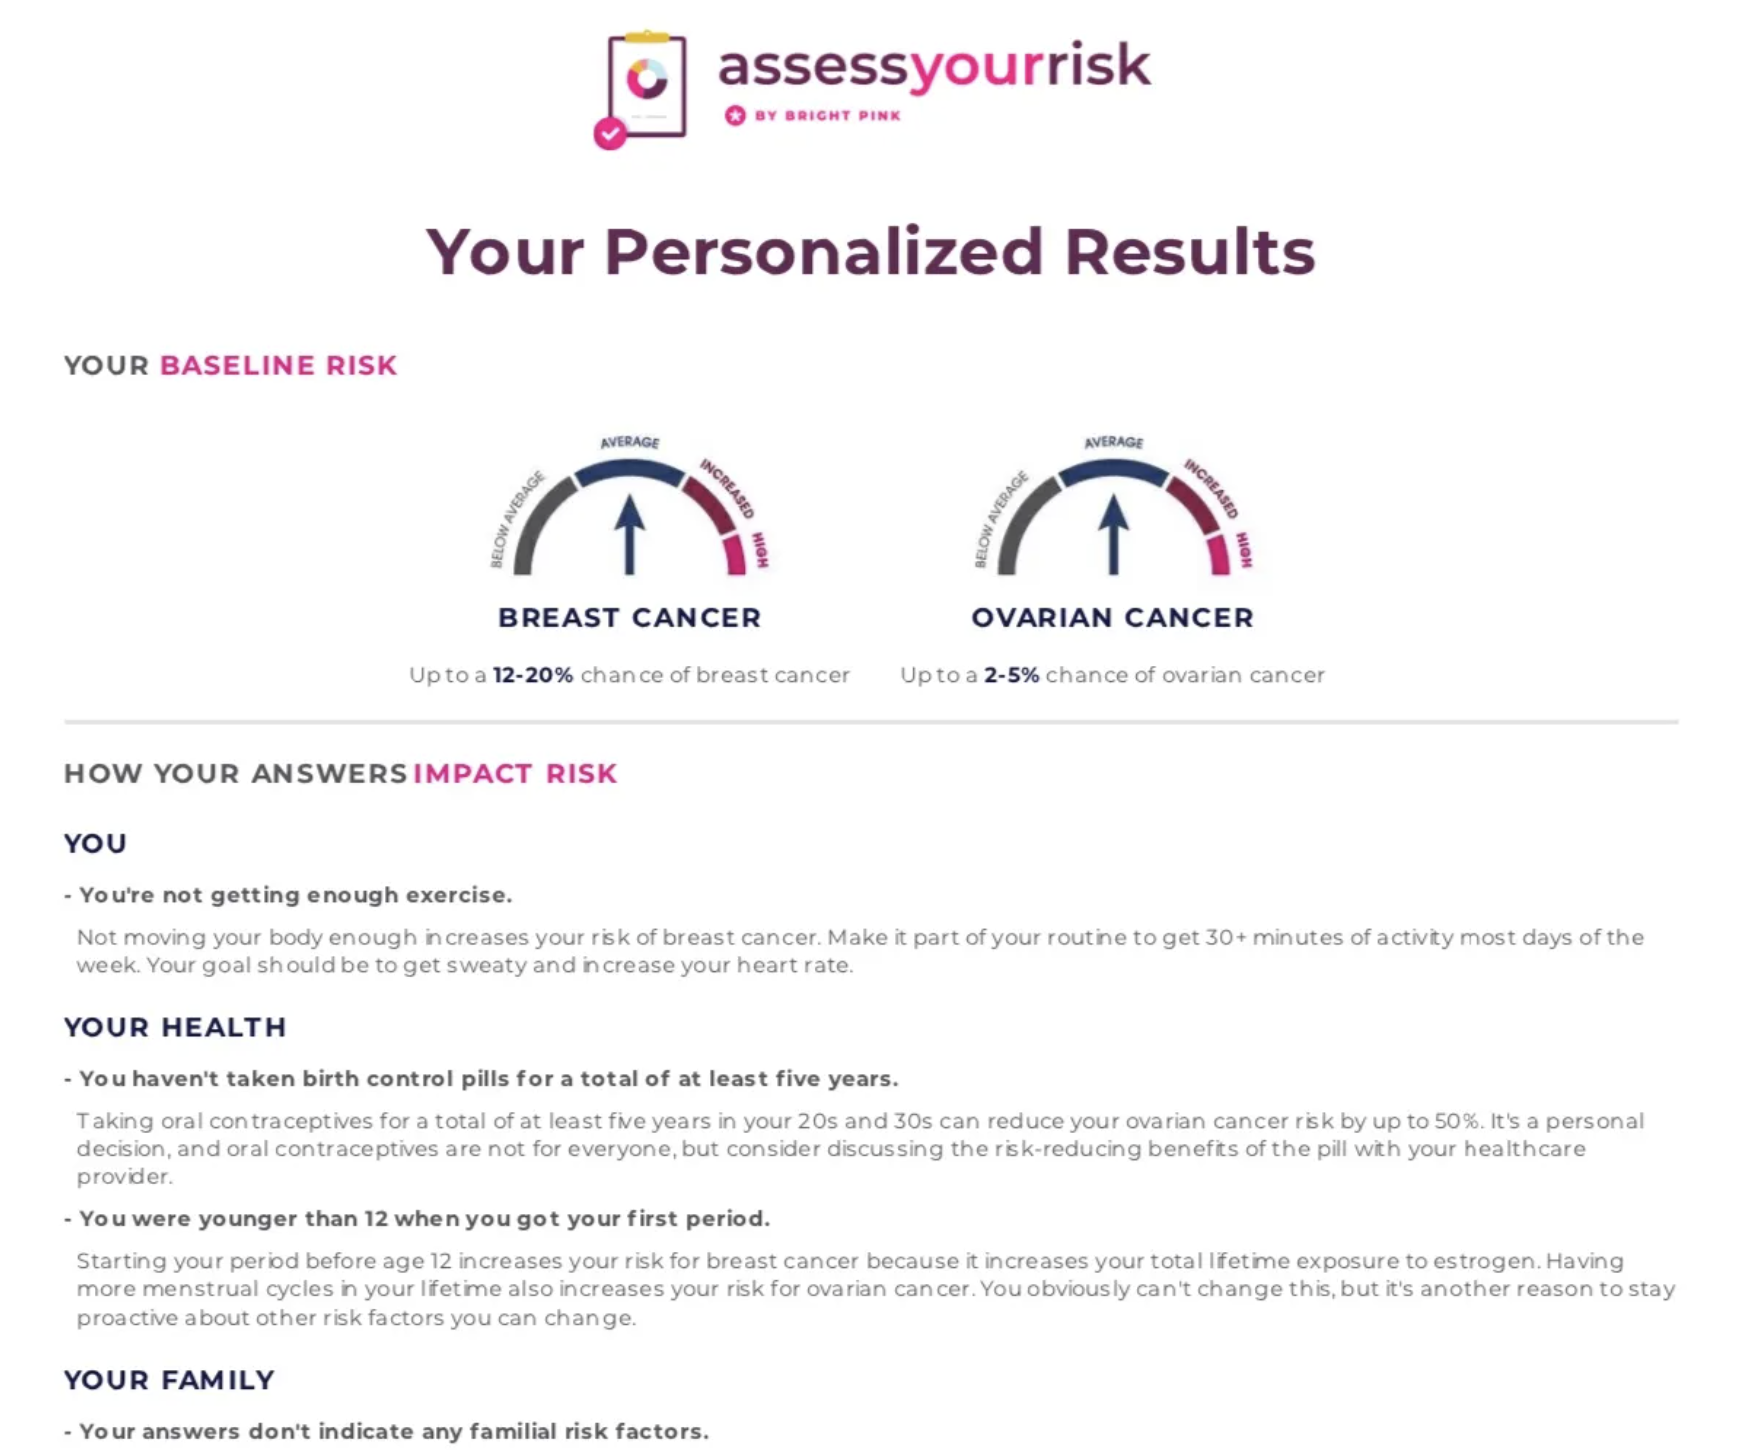 assessyourrisk
BY BRIGHT PINK
Your Personalized Results
YOUR BASELINE RISK
BELOW AVERAGE
AVERAGE
INCREASED
HIGH
BREAST CANCER
Up to a 12-20% chance of breast cancer
BELOW AVERAGE
AVERAGE
INCREASED
HIGH
OVARIAN CANCER
Up to a 2-5% chance of ovarian cancer
HOW YOUR ANSWERS IMPACT RISK
YOU
- You're not getting enough exercise.
Not moving your body enough increases your risk of breast cancer. Make it part of your routine to get 30+ minutes of activity most days of the
week. Your goal should be to get sweaty and increase your heart rate.
YOUR HEALTH
- You haven't taken birth control pills for a total of at least five years.
Taking oral contraceptives for a total of at least five years in your 20s and 30s can reduce your ovarian cancer risk by up to 50%. It's a personal
decision, and oral contraceptives are not for everyone, but consider discussing the risk-reducing benefits of the pill with your healthcare
provider.
- You were younger than 12 when you got your first period.
Starting your period before age 12 increases your risk for breast cancer because it increases your total lifetime exposure to estrogen. Having
more menstrual cycles in your lifetime also increases your risk for ovarian cancer. You obviously can't change this, but it's another reason to stay
proactive about other risk factors you can change.
YOUR FAMILY
- Your answers don't indicate any familial risk factors.